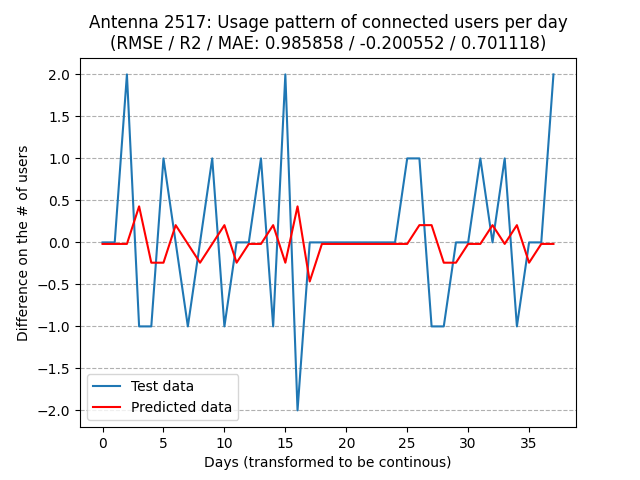 Antenna 2517: Usage pattern of connected users per day
(RMSE / R2 / MAE: 0.985858 / -0.200552 / 0.701118)
Difference on the # of users
2.0
1.5
1.0
0.5
0.0
−0.5
−1.0
−1.5
−2.0
Test data
Predicted data
0 5 10 15 20 25 30 35
Days (transformed to be continous)